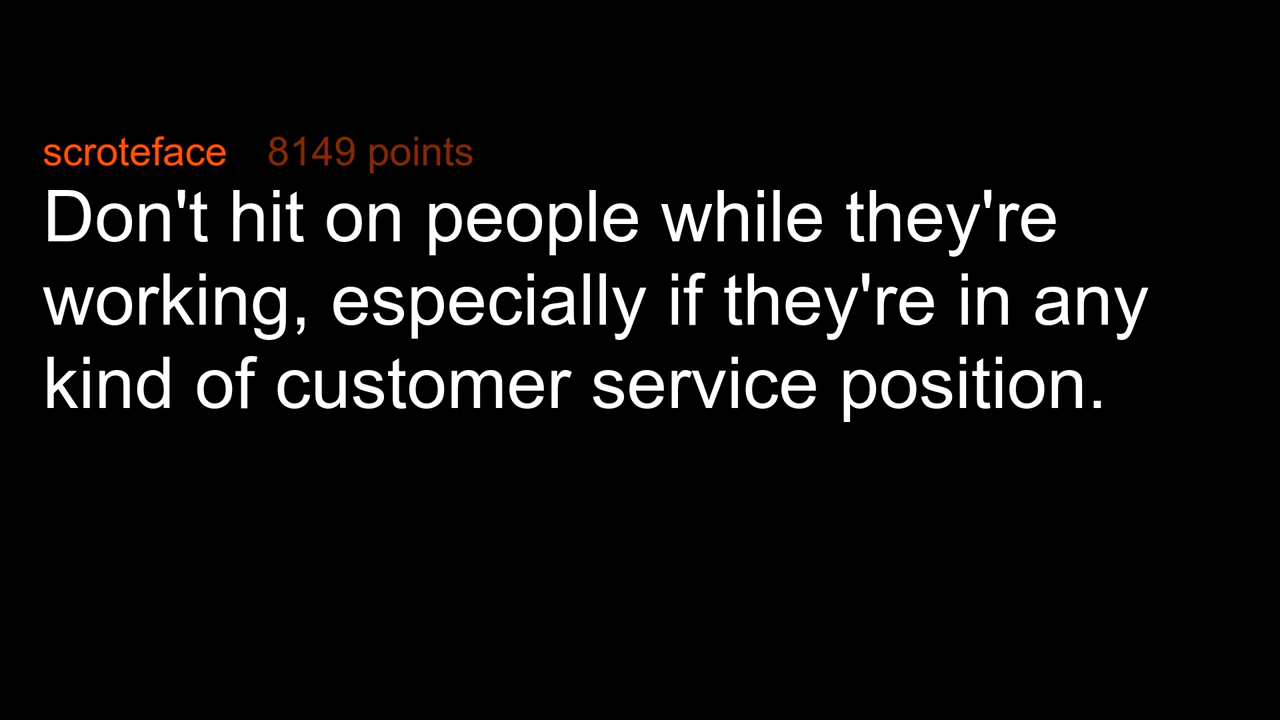 scroteface 8149 points
Don't hit on people while they're
working, especially if they're in any
kind of customer service position.